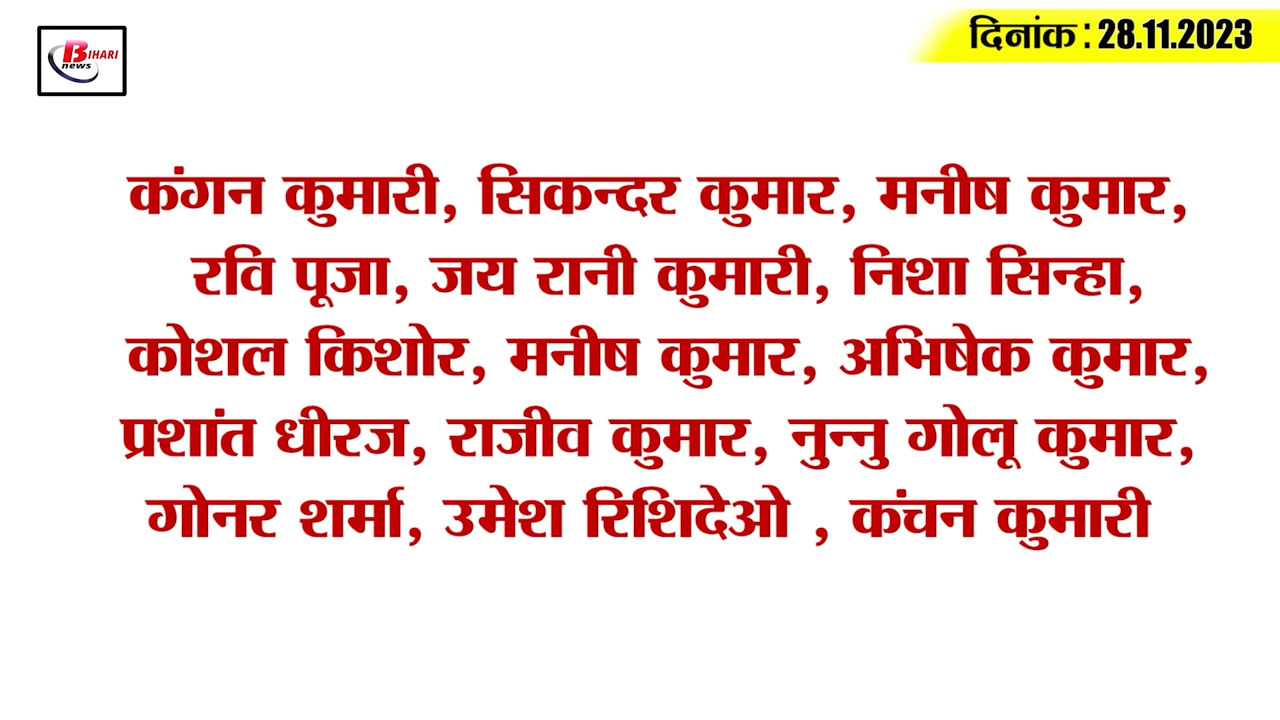 BIHARI
news
दिनांक : 28.11.2023
कंगन कुमारी, सिकन्दर कुमार, मनीष कुमार,
रवि पूजा, जय रानी कुमारी, निशा सिन्हा,
कोशल किशोर, मनीष कुमार, अभिषेक कुमार,
प्रशांत धीरज, राजीव कुमार, नुन्नु गोलू कुमार,
गोनर शर्मा, उमेश रिशिदेओ , कंचन कुमारी